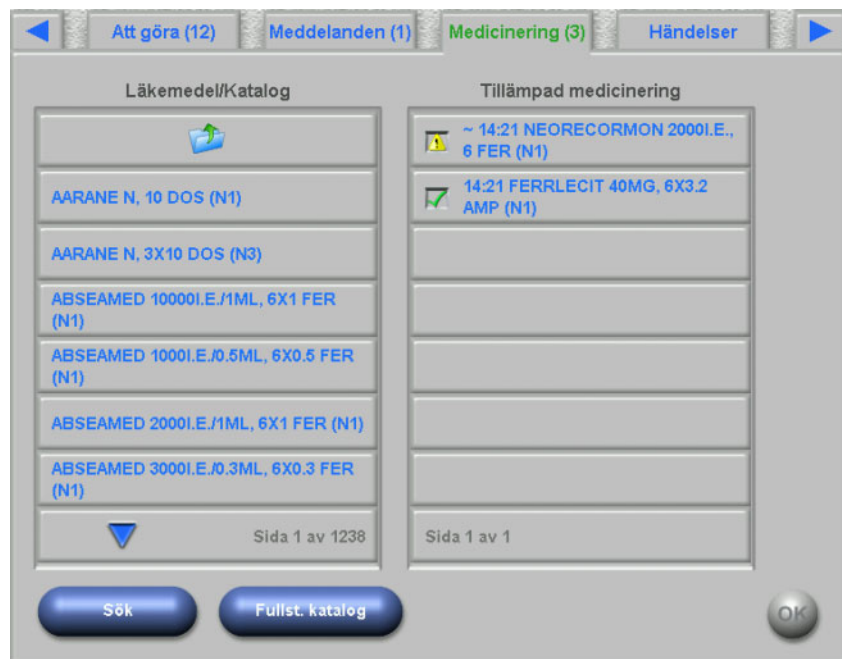 Att göra (12)
Meddelanden (1)
Medicinering (3)
Händelser
Läkemedel/Katalog
Tillämpad medicinering
AARANE N, 10 DOS (N1)
AARANE N, 3X10 DOS (N3)
ABSEAMED 10000I.E./1ML, 6X1 FER
(N1)
ABSEAMED 1000I.E./0.5ML, 6X0.5 FER
(N1)
ABSEAMED 2000I.E./1ML, 6X1 FER (N1)
ABSEAMED 3000I.E./0.3ML, 6X0.3 FER
(N1)
Sida 1 av 1238
~ 14:21 NEORECORMON 2000I.E.,
6 FER (N1)
14:21 FERRLECIT 40MG, 6X3.2
AMP (N1)
Sida 1 av 1
Sök
Fullst. katalog
OK